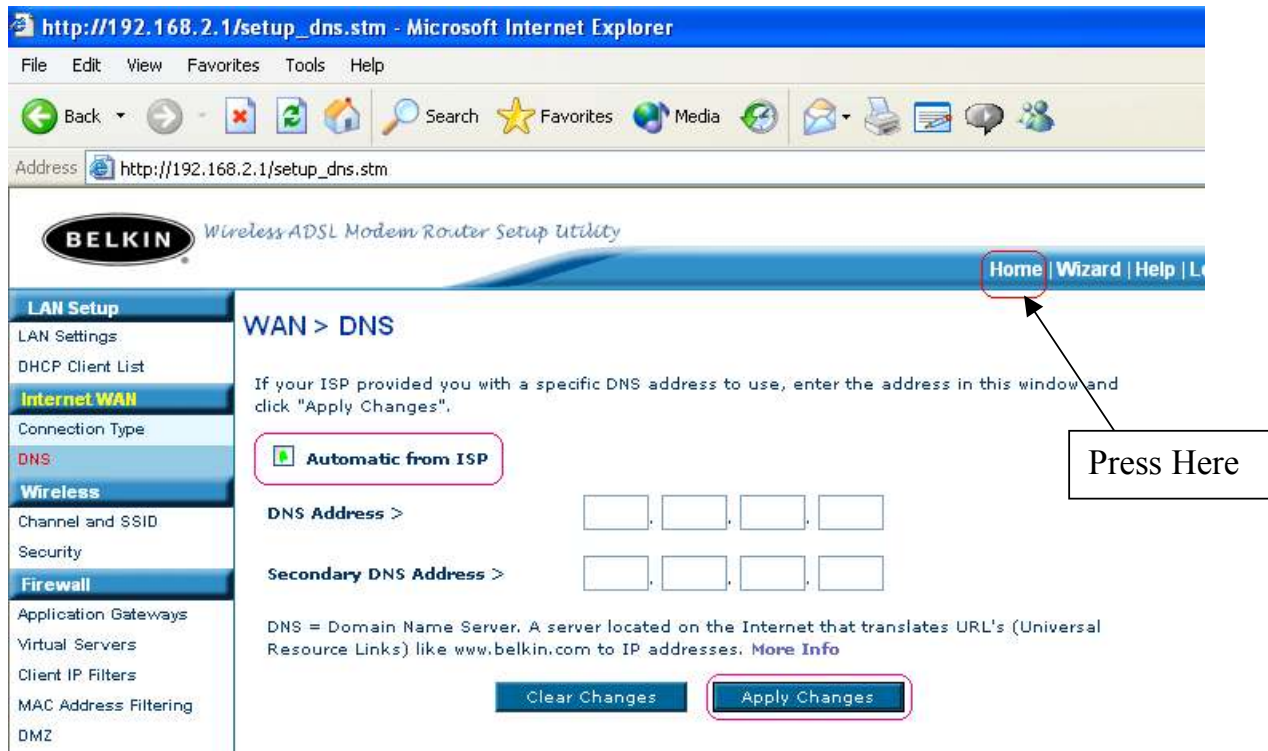 http://192.168.2.1/setup_dns.stm - Microsoft Internet Explorer
File Edit View Favorites Tools Help
Back Search Favorites Media
Address http://192.168.2.1/setup_dns.stm
BELKIN Wireless ADSL Modem Router Setup Utility
Home | Wizard | Help |
LAN Setup
LAN Settings
DHCP Client List
Internet WAN
Connection Type
DNS
Wireless
Channel and SSID
Security
Firewall
Application Gateways
Virtual Servers
Client IP Filters
MAC Address Filtering
DMZ
WAN > DNS
If your ISP provided you with a specific DNS address to use, enter the address in this window and
click "Apply Changes".
Automatic from ISP
DNS Address > . . .
Secondary DNS Address > . . .
DNS = Domain Name Server. A server located on the Internet that translates URL's (Universal
Resource Links) like www.belkin.com to IP addresses. More Info
Clear Changes Apply Changes
Press Here